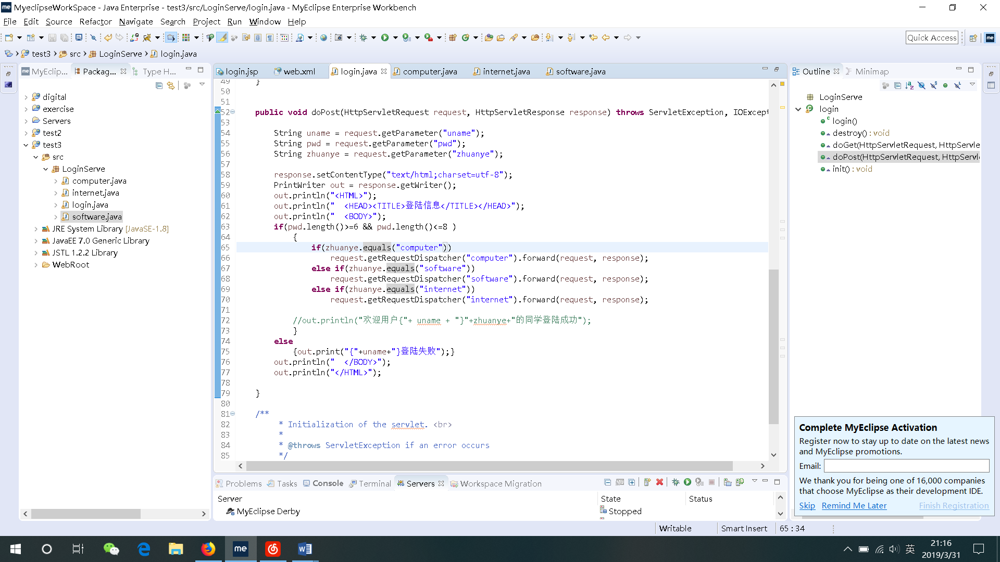 MyeclipseWorkSpace - Java Enterprise - test3/src/LoginServe/login.java - MyEclipse Enterprise Workbench
File Edit Source Refactor Navigate Search Project Run Window Help
Quick Access
test3 src LoginServe login.java
MyEclip... Packag... Type H...
digital
exercise
Servers
test2
test3
src
LoginServe
computer.java
internet.java
login.java
software.java
JRE System Library [JavaSE-1.8]
JavaEE 7.0 Generic Library
JSTL 1.2.2 Library
WebRoot
login.jsp web.xml login.java computer.java internet.java software.java
49 }
50
51
52 public void doPost(HttpServletRequest request, HttpServletResponse response) throws ServletException, IOExcept
53
54 String uname = request.getParameter("uname");
55 String pwd = request.getParameter("pwd");
56 String zhuanye = request.getParameter("zhuanye");
57
58 response.setContentType("text/html;charset=utf-8");
59 PrintWriter out = response.getWriter();
60 out.println("<HTML>");
61 out.println("  <HEAD><TITLE>登陆信息</TITLE></HEAD>");
62 out.println("  <BODY>");
63 if(pwd.length()>=6 && pwd.length()<=8 )
64 {
65 if(zhuanye.equals("computer"))
66 request.getRequestDispatcher("computer").forward(request, response);
67 else if(zhuanye.equals("software"))
68 request.getRequestDispatcher("software").forward(request, response);
69 else if(zhuanye.equals("internet"))
70 request.getRequestDispatcher("internet").forward(request, response);
71
72 //out.println("欢迎用户{"+ uname + "}"+zhuanye+"的同学登陆成功");
73 }
74 else
75 {out.print("{"+uname+"}登陆失败");}
76 out.println("  </BODY>");
77 out.println("</HTML>");
78
79 }
80
81 /**
82 * Initialization of the servlet. <br>
83 *
84 * @throws ServletException if an error occurs
85 */
Outline Minimap
LoginServe
login
login()
destroy() : void
doGet(HttpServletRequest, HttpServle
doPost(HttpServletRequest, HttpServl
init() : void
Problems Tasks Console Terminal Servers Workspace Migration
Server State Status
MyEclipse Derby Stopped
Complete MyEclipse Activation
Register now to stay up to date on the latest news
and MyEclipse promotions.
Email:
We thank you for being one of 16,000 companies
that choose MyEclipse as their development IDE.
Skip Remind Me Later Finish Registration
Writable Smart Insert 65 : 34
me
英
21:16
2019/3/31